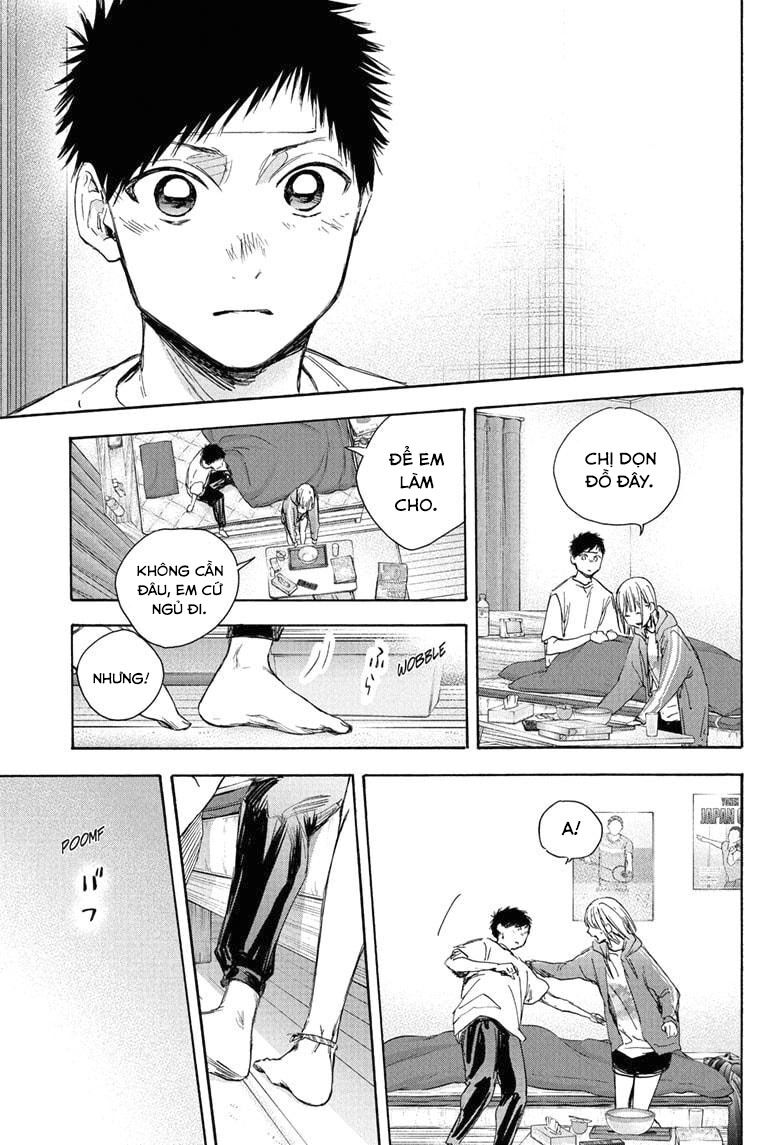 CHỊ DỌN
ĐỒ ĐÂY.
ĐỂ EM
LÀM
CHO.
KHÔNG CẦN
ĐÂU, EM CỨ
NGỦ ĐI.
NHƯNG!
WOBBLE
ふら
A!
JAPAN
POOMF
バフ